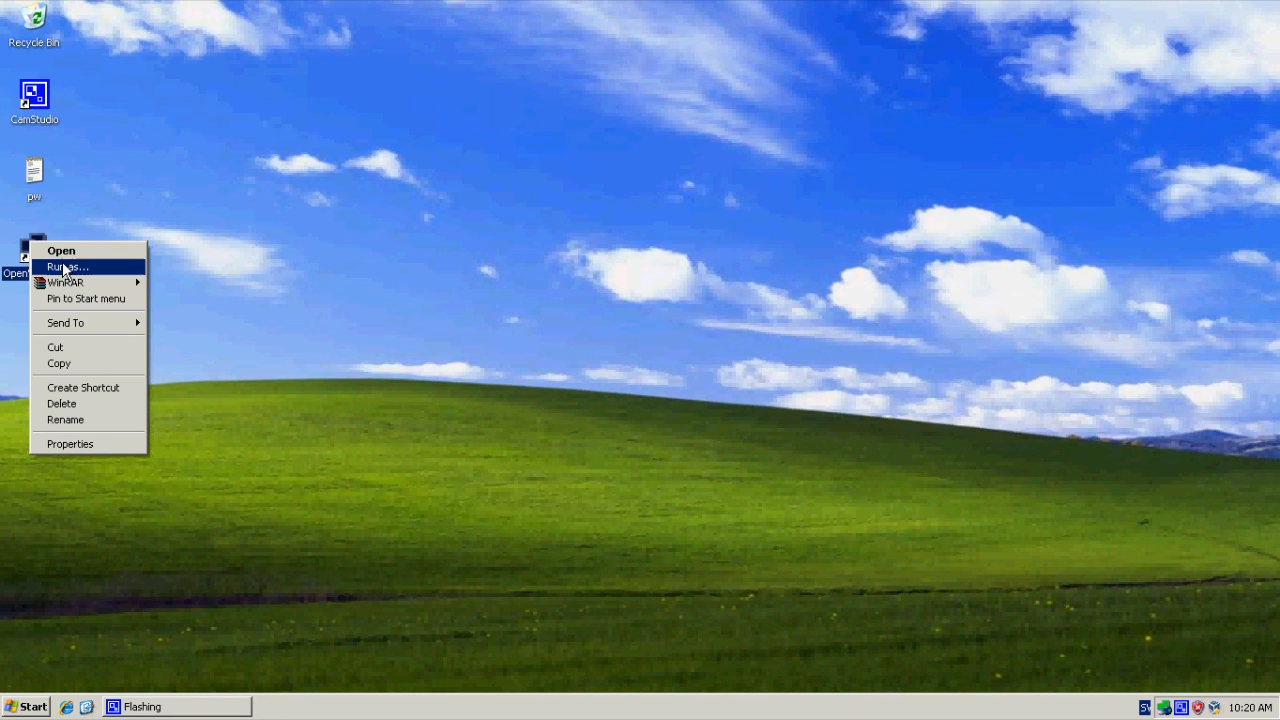 Recycle Bin
CamStudio
pw
Open
Open
Run as...
WinRAR
Pin to Start menu
Send To
Cut
Copy
Create Shortcut
Delete
Rename
Properties
Start
Flashing
SV
10:20 AM